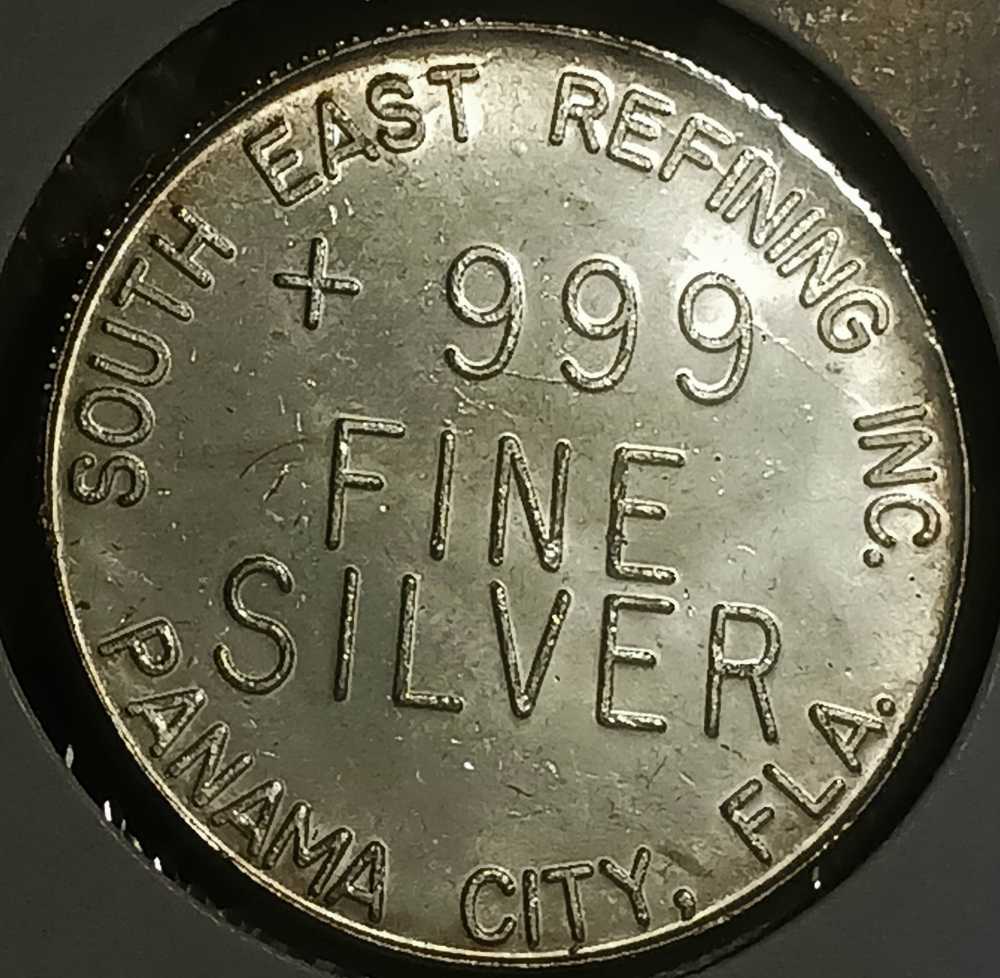 SOUTH EAST REFINING INC.
+ 999
FINE
SILVER
PANAMA CITY, FLA.